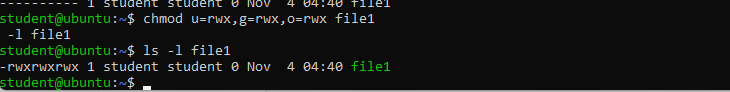 ---------- 1 student student 0 Nov  4 04:40 file1
student@ubuntu:~$ chmod u=rwx,g=rwx,o=rwx file1
 -l file1
student@ubuntu:~$ ls -l file1
-rwxrwxrwx 1 student student 0 Nov  4 04:40 file1
student@ubuntu:~$